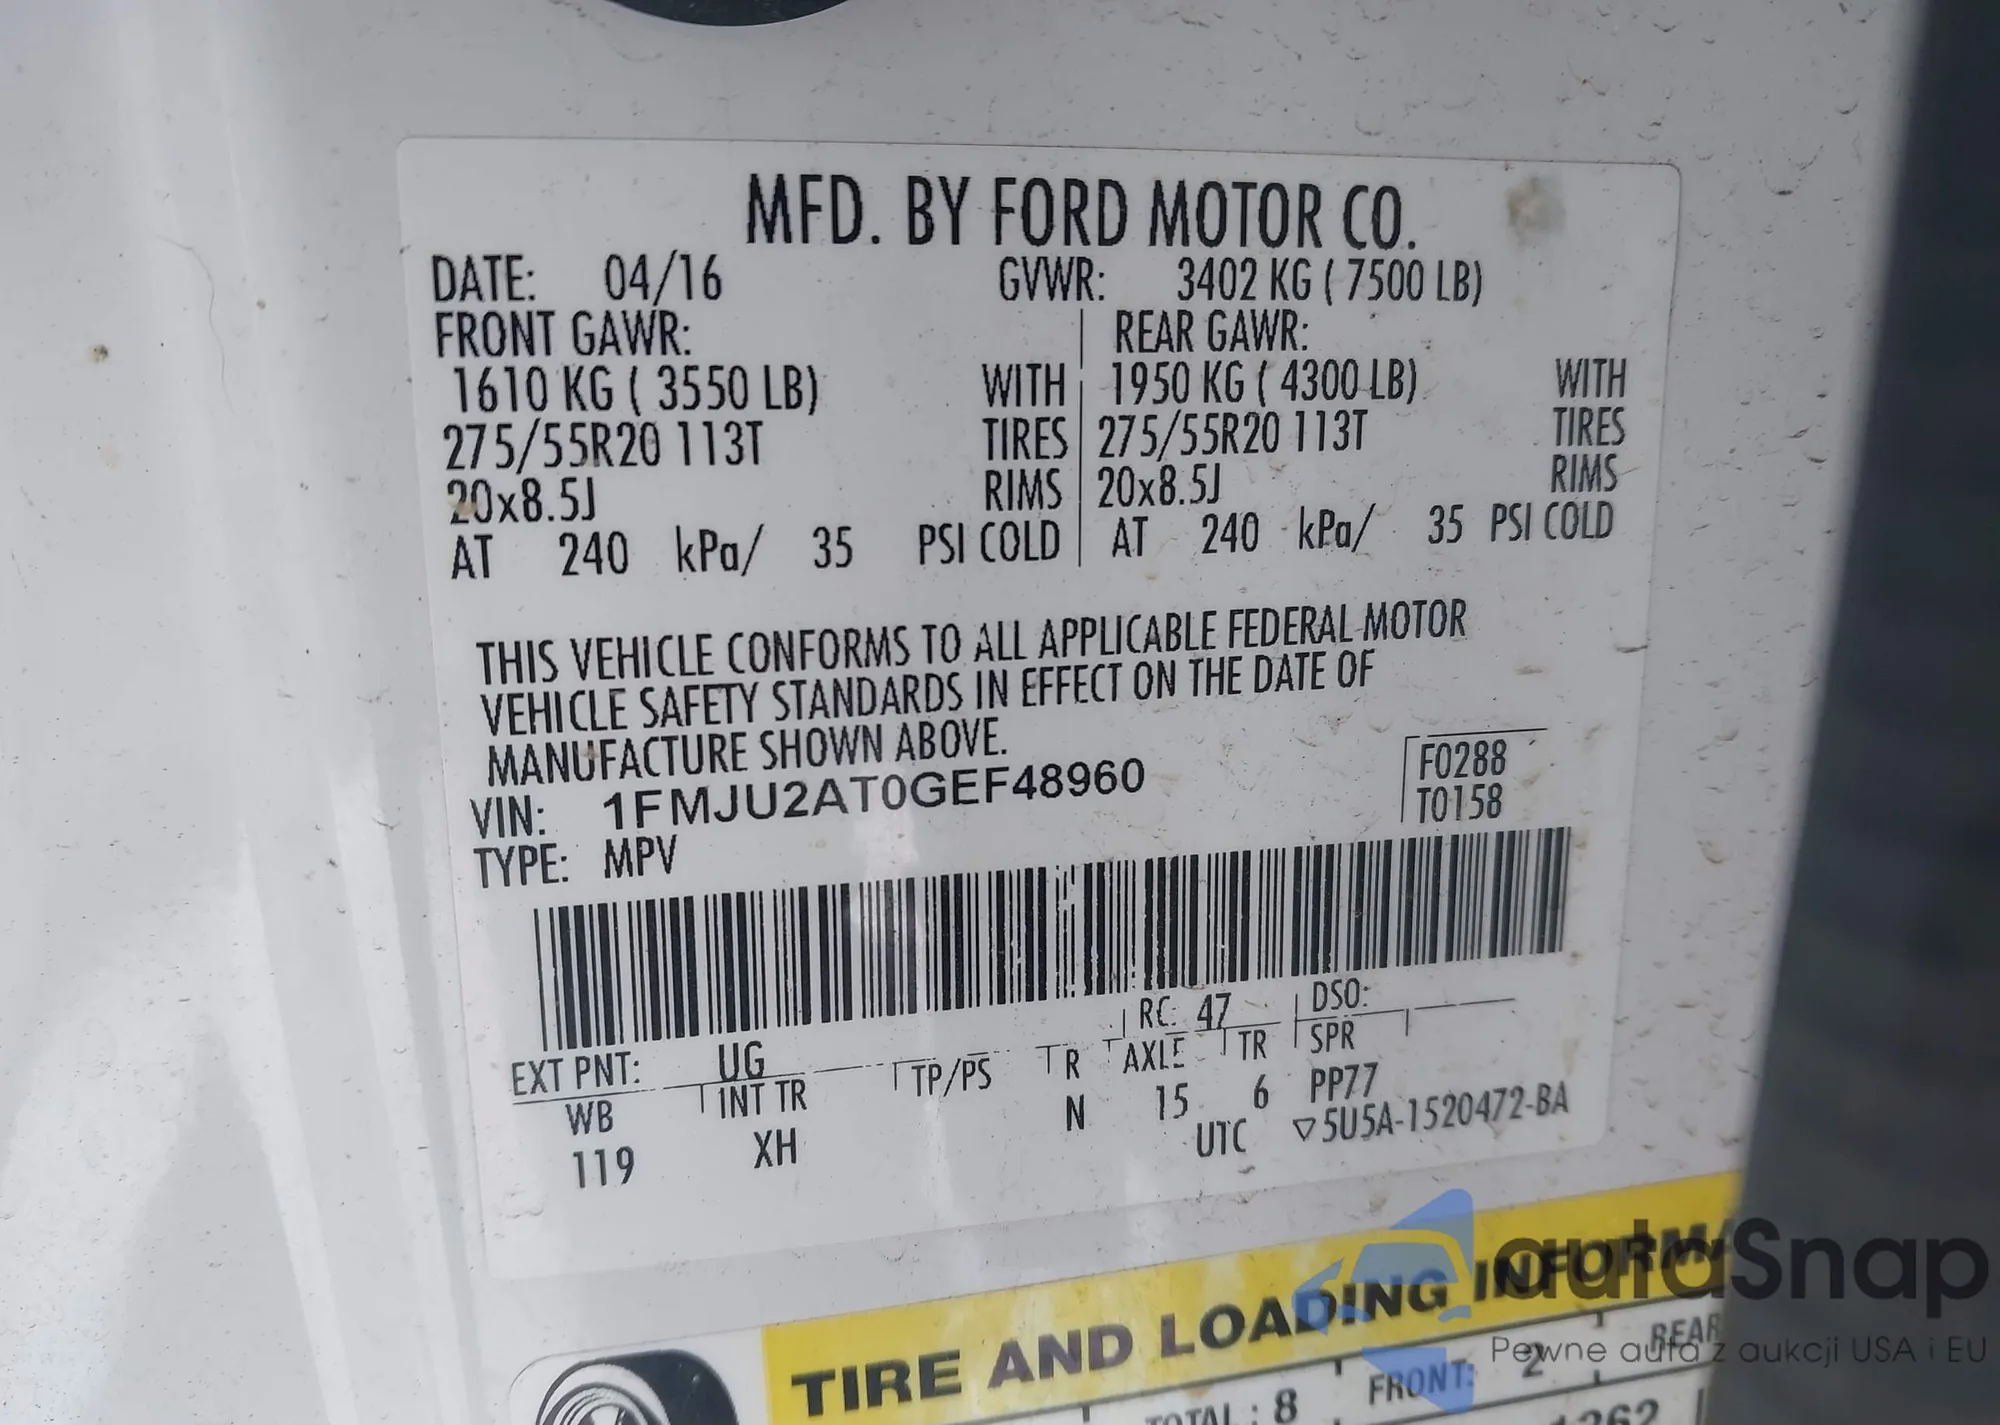 MFD. BY FORD MOTOR CO.
DATE: 04/16 GVWR: 3402 KG ( 7500 LB)
FRONT GAWR: REAR GAWR:
1610 KG ( 3550 LB) WITH 1950 KG ( 4300 LB) WITH
275/55R20 113T TIRES 275/55R20 113T TIRES
20x8.5J RIMS 20x8.5J RIMS
AT 240 kPa/ 35 PSI COLD AT 240 kPa/ 35 PSI COLD
THIS VEHICLE CONFORMS TO ALL APPLICABLE FEDERAL MOTOR
VEHICLE SAFETY STANDARDS IN EFFECT ON THE DATE OF
MANUFACTURE SHOWN ABOVE.
F0288
VIN: 1FMJU2AT0GEF48960
T0158
TYPE: MPV
EXT PNT: UG RC: 47 DSO:
WB INT TR TP/PS R AXLE TR SPR
119 XH N 15 6 PP77
UTC ▽5U5A-1520472-BA
TIRE AND LOADING INFORMA
TOTAL : 8 FRONT: 2 REAR
autaSnap
Pewne auta z aukcji USA i EU